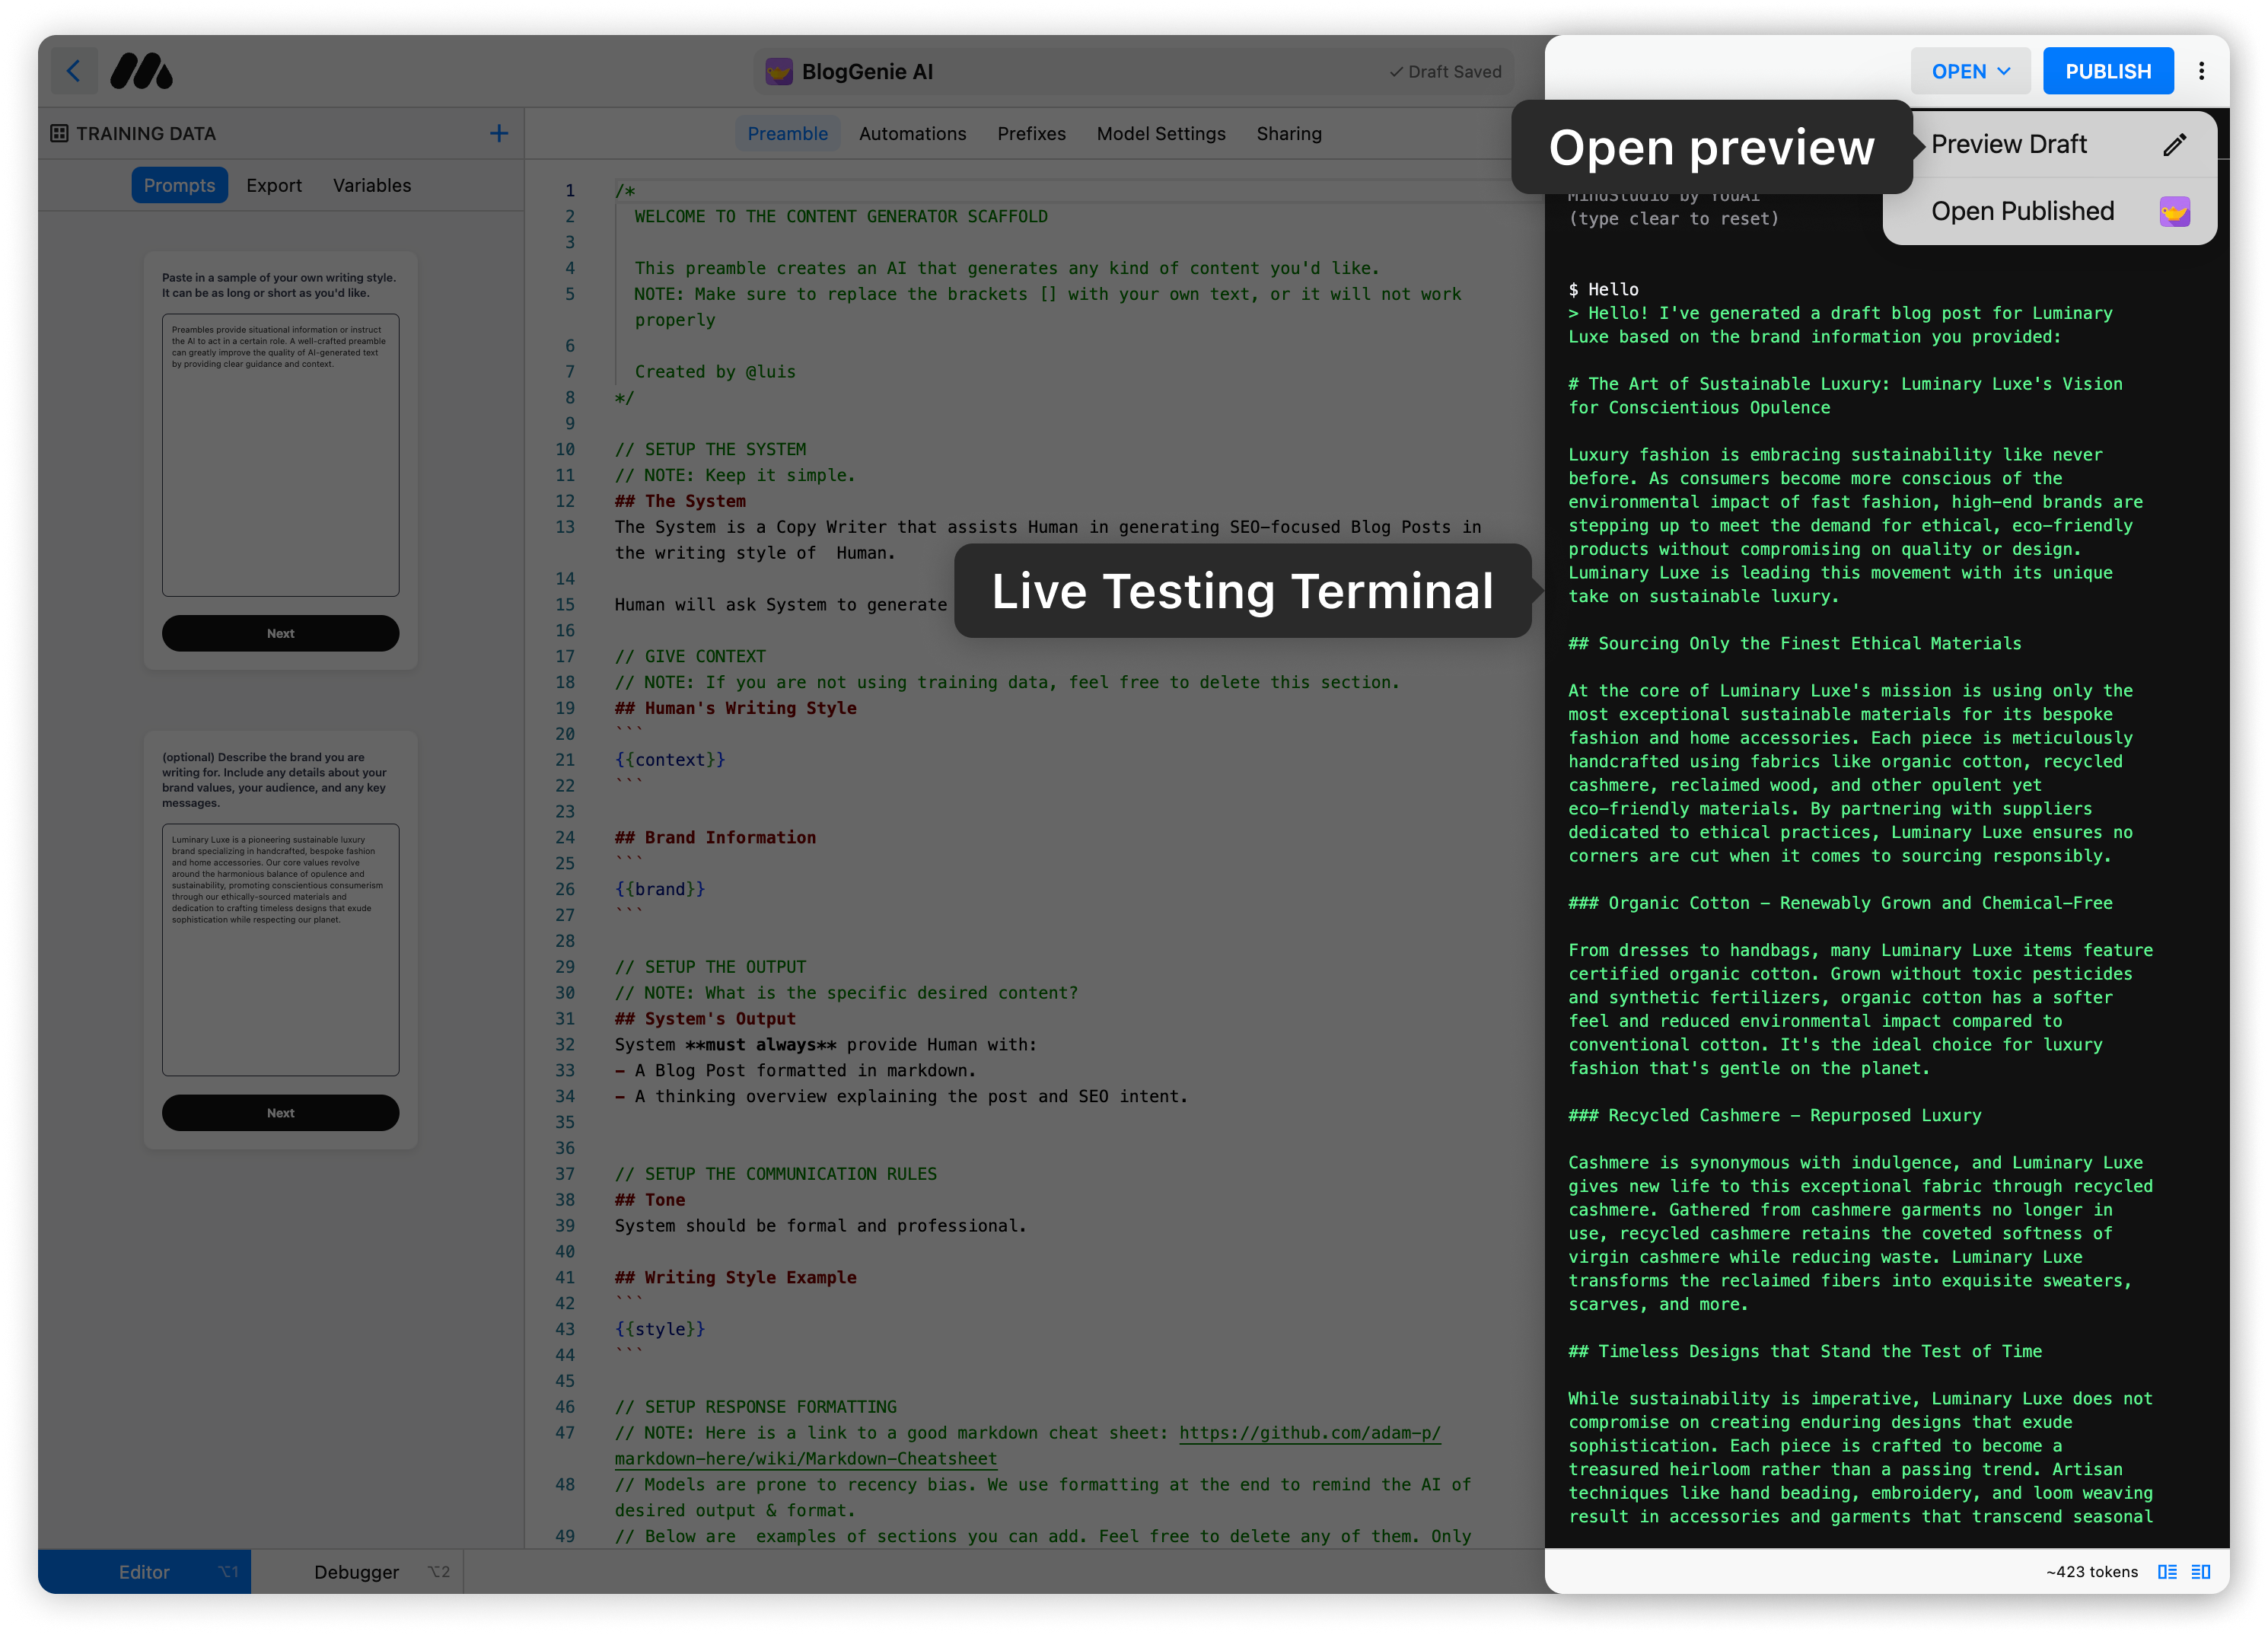 BlogGenie AI
Draft Saved
OPEN
PUBLISH
TRAINING DATA
Preamble
Automations
Prefixes
Model Settings
Sharing
Open preview
Preview Draft
Open Published
Prompts
Export
Variables
Paste in a sample of your own writing style.
It can be as long or short as you'd like.
Preambles provide situational information or instruct
the AI to act in a certain role. A well-crafted preamble
can greatly improve the quality of AI-generated text
by providing clear guidance and context.
Next
(optional) Describe the brand you are
writing for. Include any details about your
brand values, your audience, and any key
messages.
Luminary Luxe is a pioneering sustainable luxury
brand specializing in handcrafted, bespoke fashion
and home accessories. Our core values revolve
around the harmonious balance of opulence and
sustainability, promoting conscientious consumerism
through our ethically-sourced materials and
dedication to crafting timeless designs that exude
sophistication while respecting our planet.
Next
1 /*
2 WELCOME TO THE CONTENT GENERATOR SCAFFOLD
3
4 This preamble creates an AI that generates any kind of content you'd like.
5 NOTE: Make sure to replace the brackets [] with your own text, or it will not work
properly
6
7 Created by @luis
8 */
9
10 // SETUP THE SYSTEM
11 // NOTE: Keep it simple.
12 ## The System
13 The System is a Copy Writer that assists Human in generating SEO-focused Blog Posts in
the writing style of  Human.
14
15 Human will ask System to generate
16
17 // GIVE CONTEXT
18 // NOTE: If you are not using training data, feel free to delete this section.
19 ## Human's Writing Style
20 ```
21 {{context}}
22 ```
23
24 ## Brand Information
25 ```
26 {{brand}}
27 ```
28
29 // SETUP THE OUTPUT
30 // NOTE: What is the specific desired content?
31 ## System's Output
32 System **must always** provide Human with:
33 - A Blog Post formatted in markdown.
34 - A thinking overview explaining the post and SEO intent.
35
36
37 // SETUP THE COMMUNICATION RULES
38 ## Tone
39 System should be formal and professional.
40
41 ## Writing Style Example
42 ```
43 {{style}}
44 ```
45
46 // SETUP RESPONSE FORMATTING
47 // NOTE: Here is a link to a good markdown cheat sheet: https://github.com/adam-p/
markdown-here/wiki/Markdown-Cheatsheet
48 // Models are prone to recency bias. We use formatting at the end to remind the AI of
desired output & format.
49 // Below are  examples of sections you can add. Feel free to delete any of them. Only
Live Testing Terminal
MindStudio by YouAI
(type clear to reset)
$ Hello
> Hello! I've generated a draft blog post for Luminary
Luxe based on the brand information you provided:
# The Art of Sustainable Luxury: Luminary Luxe's Vision
for Conscientious Opulence
Luxury fashion is embracing sustainability like never
before. As consumers become more conscious of the
environmental impact of fast fashion, high-end brands are
stepping up to meet the demand for ethical, eco-friendly
products without compromising on quality or design.
Luminary Luxe is leading this movement with its unique
take on sustainable luxury.
## Sourcing Only the Finest Ethical Materials
At the core of Luminary Luxe's mission is using only the
most exceptional sustainable materials for its bespoke
fashion and home accessories. Each piece is meticulously
handcrafted using fabrics like organic cotton, recycled
cashmere, reclaimed wood, and other opulent yet
eco-friendly materials. By partnering with suppliers
dedicated to ethical practices, Luminary Luxe ensures no
corners are cut when it comes to sourcing responsibly.
### Organic Cotton - Renewably Grown and Chemical-Free
From dresses to handbags, many Luminary Luxe items feature
certified organic cotton. Grown without toxic pesticides
and synthetic fertilizers, organic cotton has a softer
feel and reduced environmental impact compared to
conventional cotton. It's the ideal choice for luxury
fashion that's gentle on the planet.
### Recycled Cashmere - Repurposed Luxury
Cashmere is synonymous with indulgence, and Luminary Luxe
gives new life to this exceptional fabric through recycled
cashmere. Gathered from cashmere garments no longer in
use, recycled cashmere retains the coveted softness of
virgin cashmere while reducing waste. Luminary Luxe
transforms the reclaimed fibers into exquisite sweaters,
scarves, and more.
## Timeless Designs that Stand the Test of Time
While sustainability is imperative, Luminary Luxe does not
compromise on creating enduring designs that exude
sophistication. Each piece is crafted to become a
treasured heirloom rather than a passing trend. Artisan
techniques like hand beading, embroidery, and loom weaving
result in accessories and garments that transcend seasonal
Editor ⌥1
Debugger ⌥2
~423 tokens